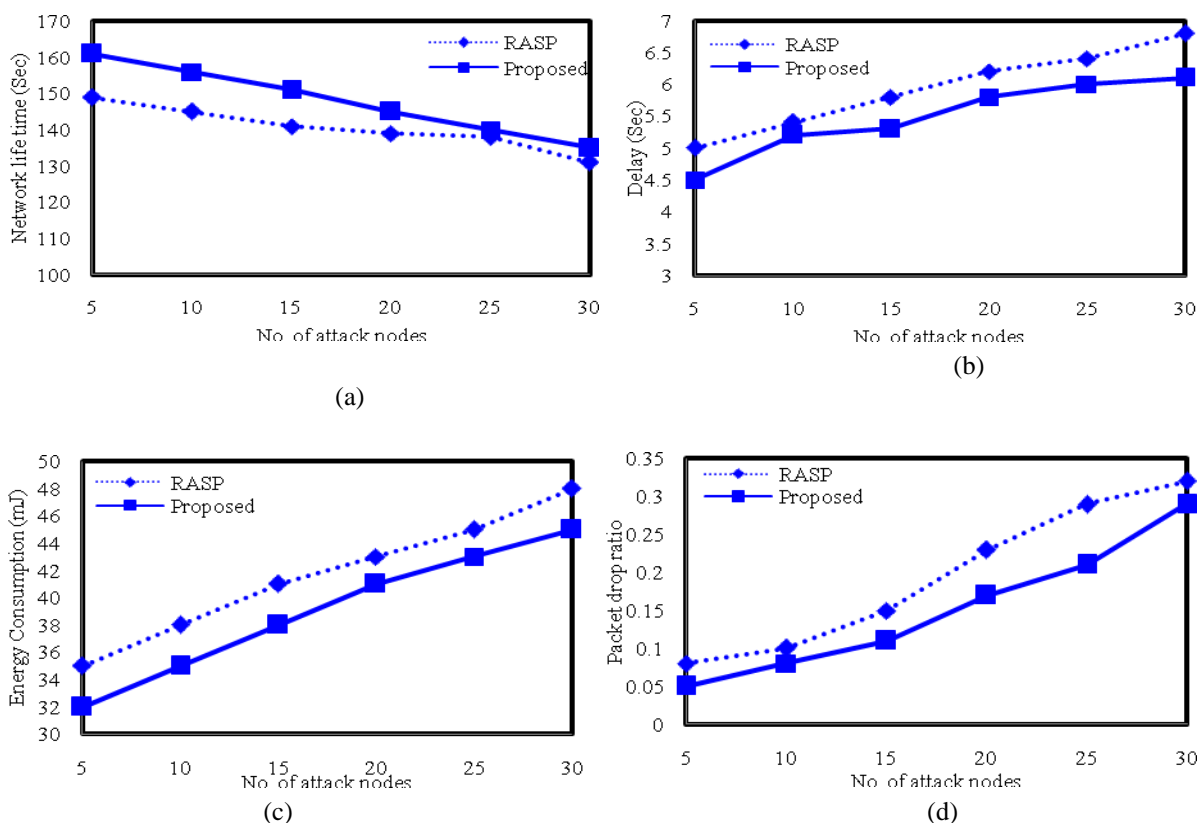 170
160
150
140
130
120
110
100
Network life time (Sec)
RASP
Proposed
5 10 15 20 25 30
No. of attack nodes
(a)
7
6.5
6
5.5
5
4.5
4
3.5
3
Delay (Sec)
RASP
Proposed
5 10 15 20 25 30
No. of attack nodes
(b)
50
48
46
44
42
40
38
36
34
32
30
Energy Consumption (mJ)
RASP
Proposed
5 10 15 20 25 30
No. of attack nodes
(c)
0.35
0.3
0.25
0.2
0.15
0.1
0.05
0
Packet drop ratio
RASP
Proposed
5 10 15 20 25 30
No. of attack nodes
(d)